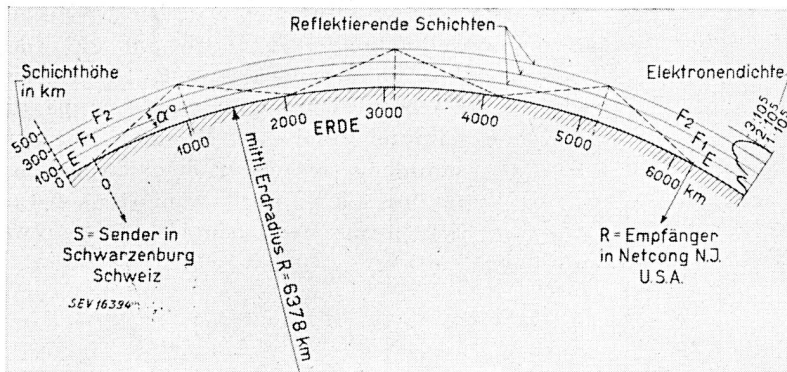 Reflektierende Schichten
Schichthöhe
in km
Elektronendichte
500
300
100
0
F₂
F₁
E
α°
0
1000
2000
3000
4000
5000
6000 km
ERDE
F₂
F₁
E
3·10⁵
2·10⁵
1·10⁵
mittl. Erdradius R = 6378 km
S = Sender in
Schwarzenburg
Schweiz
R = Empfänger
in Netcong N.J.
U.S.A.
SEV 16394